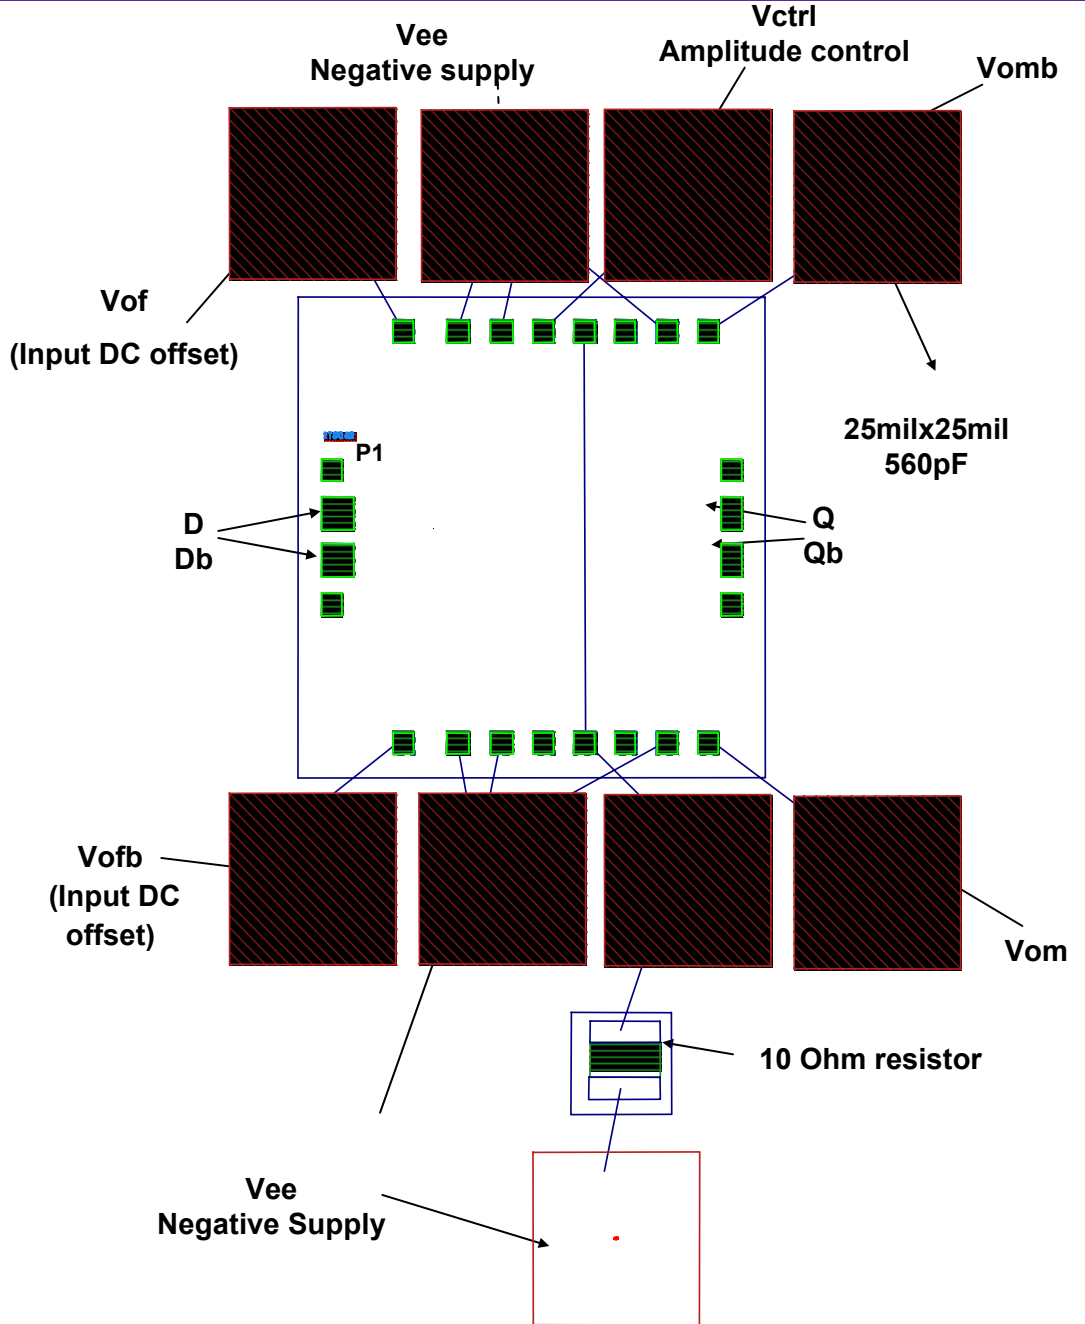 Vctrl
Amplitude control
Vee
Negative supply
Vomb
Vof
(Input DC offset)
25milx25mil
560pF
P1
D
Db
Q
Qb
Vofb
(Input DC
offset)
Vom
10 Ohm resistor
Vee
Negative Supply